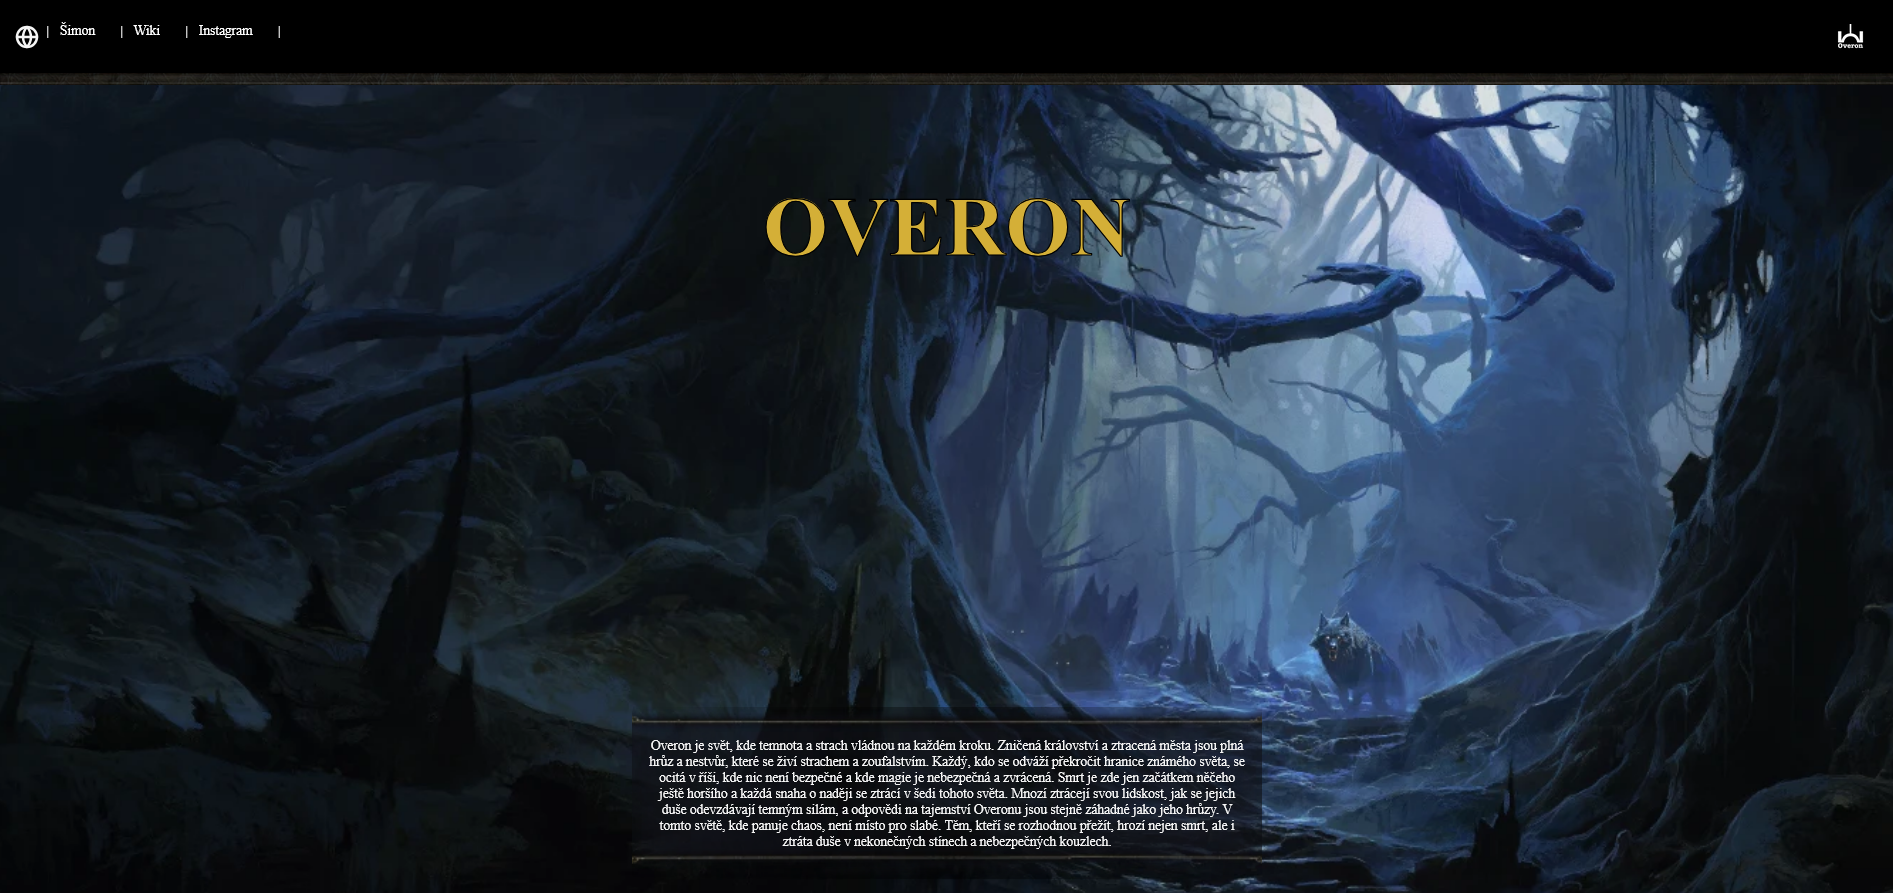 | Šimon | Wiki | Instagram |
Overon
OVERON
Overon je svět, kde temnota a strach vládnou na každém kroku. Zničená království a ztracená města jsou plná
hrůz a nestvůr, které se živí strachem a zoufalstvím. Každý, kdo se odváží překročit hranice známého světa, se
ocitá v říši, kde nic není bezpečné a kde magie je nebezpečná a zvrácená. Smrt je zde jen začátkem něčeho
ještě horšího a každá snaha o naději se ztrácí v šedi tohoto světa. Mnozí ztrácejí svou lidskost, jak se jejich
duše odevzdávají temným silám, a odpovědi na tajemství Overonu jsou stejně záhadné jako jeho hrůzy. V
tomto světě, kde panuje chaos, není místo pro slabé. Těm, kteří se rozhodnou přežít, hrozí nejen smrt, ale i
ztráta duše v nekonečných stínech a nebezpečných kouzlech.